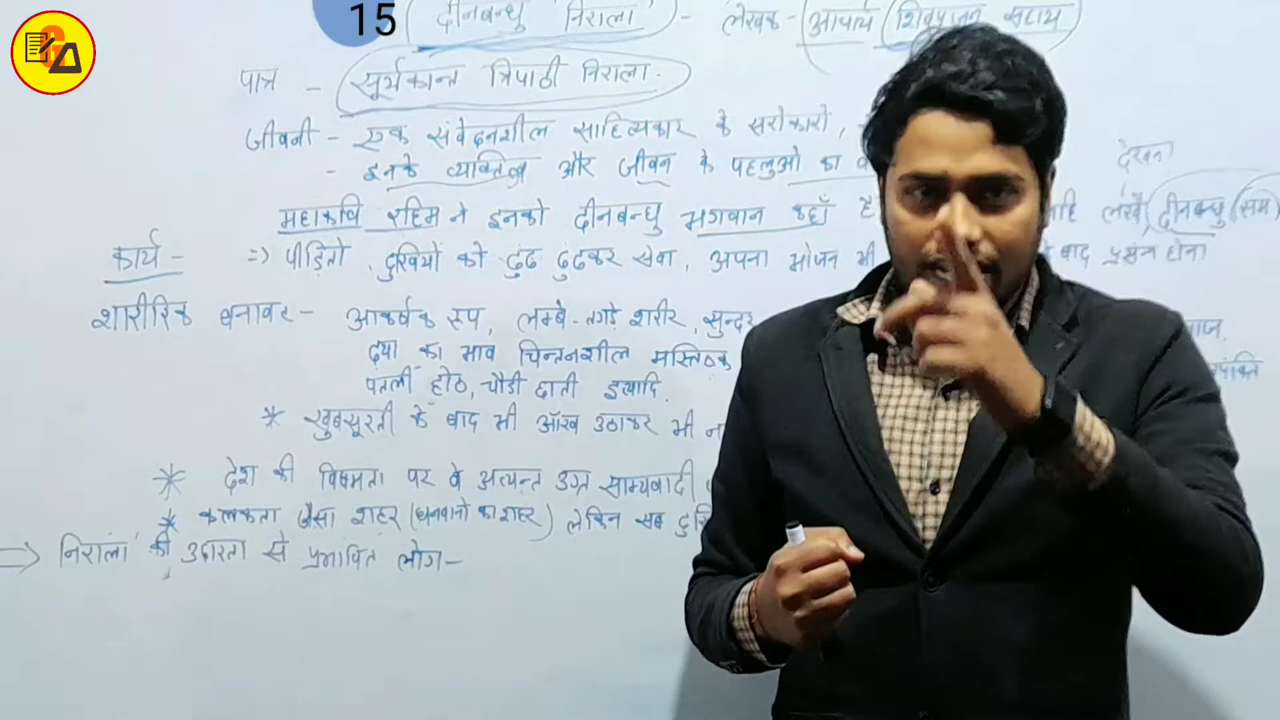 15 (दीनबन्धु 'निराला') - लेखक - (आचार्य (शिवपूजन सहाय)
पात्र - सूर्यकान्त त्रिपाठी निराला.
जीवनी - एक संवेदनशील साहित्यकार के सरोकारो,
- इनके व्यक्तित्व और जीवन के पहलुओ का
देखना
महाकवि रहिम ने इनको दीनबन्धु भगवान कहाँ है लखै, दीनबन्धु (सम)
कार्य - => पीड़ितो, दुखियों को ढुंढ ढुंढकर सेवा, अपना भोजन भी बाद प्रसन्न होना
शारीरिक बनावट - आकर्षक रूप, लम्बे-तगड़े शरीर, सुन्दर
दया का भाव चिन्तनशील मस्तिष्क
पतली होठ, चौड़ी छाती इत्यादि.
* खुबसूरती के बाद भी आँख उठाकर भी
* देश की विषमता पर वे अत्यन्त उग्र साम्यवादी
* कलकता जैसा शहर (धनवानो का शहर) लेकिन सब
=> निराला की उदारता से प्रभावित लोग-